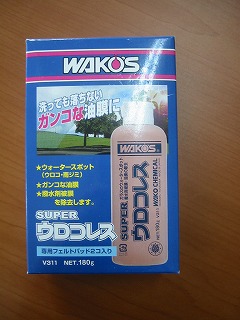 WAKO'S
洗っても落ちない
ガンコな油膜に
★ウォータースポット
(ウロコ・雨ジミ)
★ガンコな油膜
★撥水剤被膜
を除去します。
SUPER
ウロコレス
専用フェルトパッド2コ入り
V311 NET.180g
WAKO'S
SUPER
ウロコレス
WAKO CHEMICAL